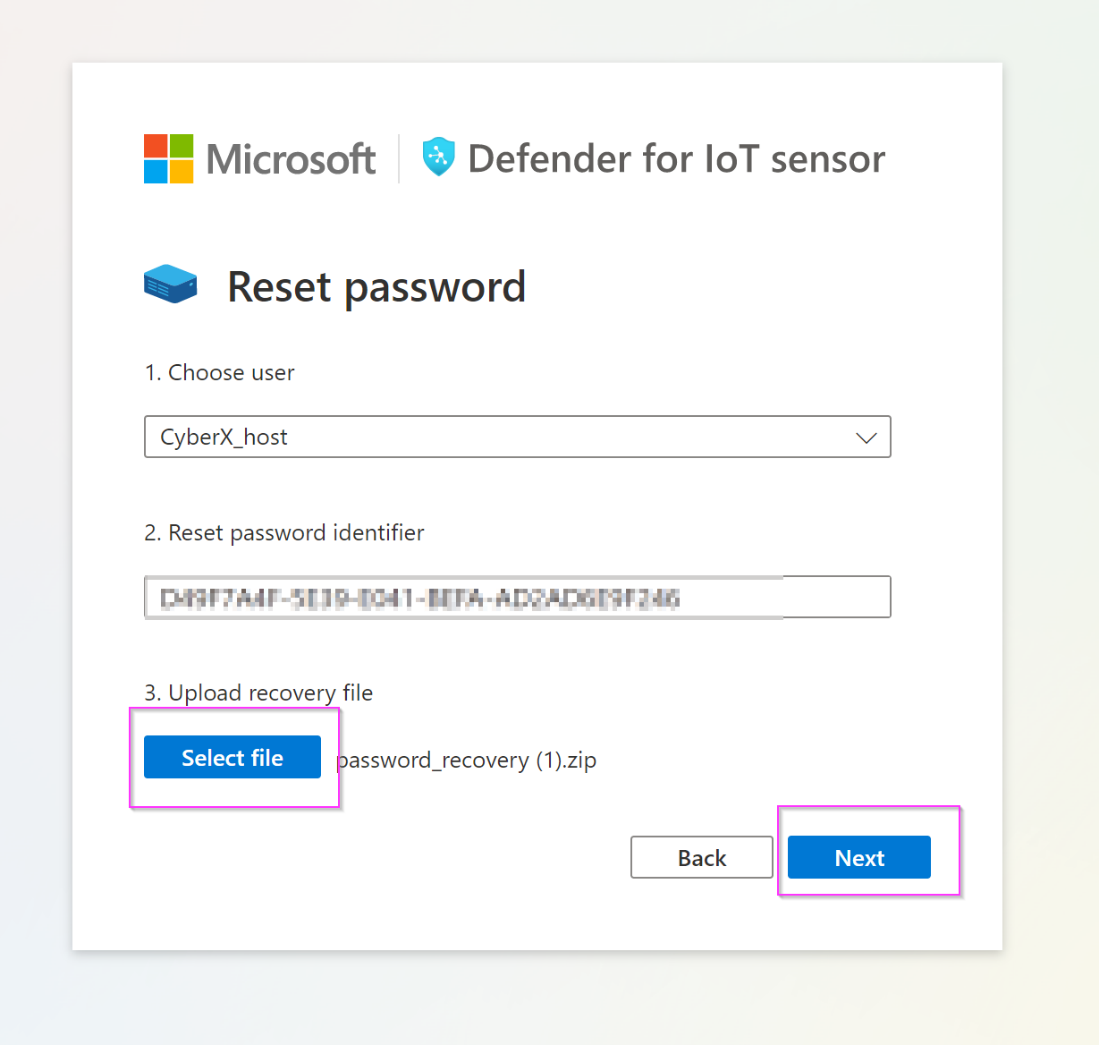 Microsoft | Defender for IoT sensor
Reset password
1. Choose user
CyberX_host
2. Reset password identifier
3. Upload recovery file
Select file password_recovery (1).zip
Back Next